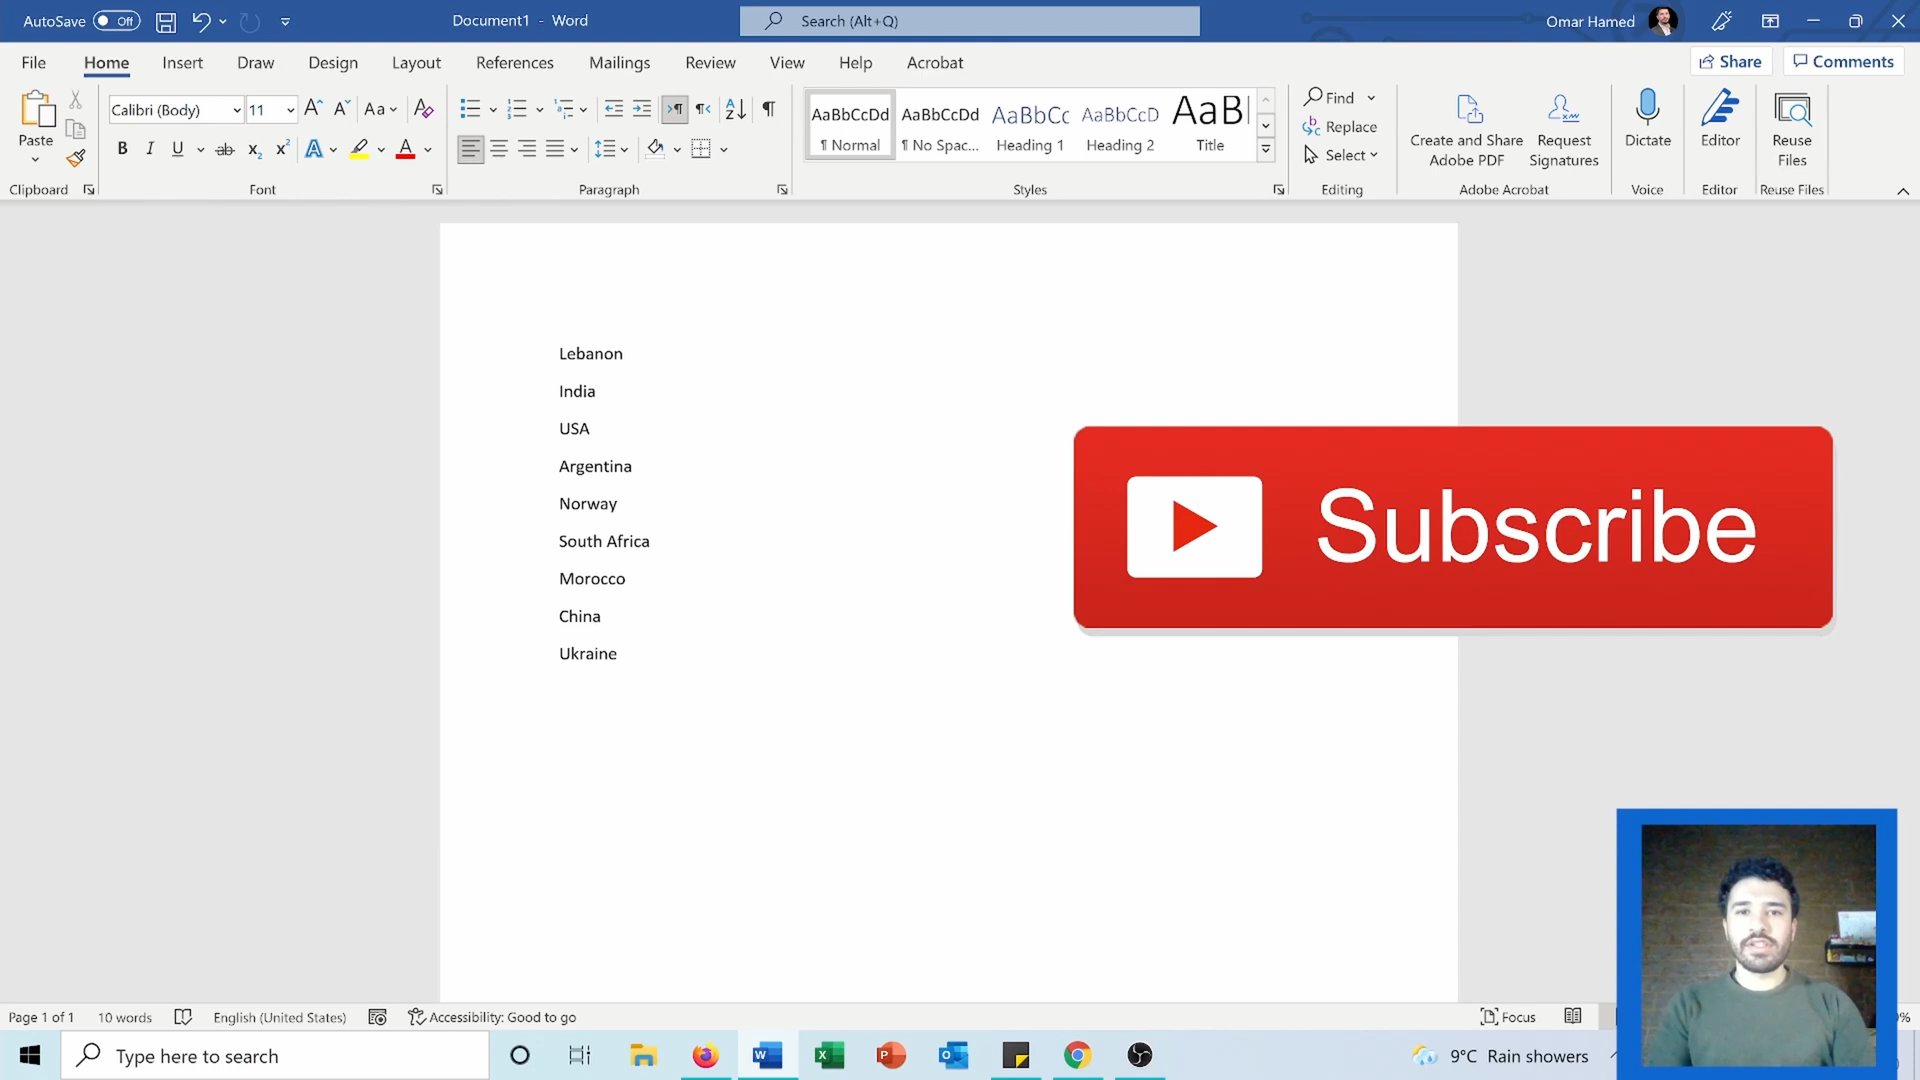 AutoSave Off Document1 - Word Search (Alt+Q) Omar Hamed
File Home Insert Draw Design Layout References Mailings Review View Help Acrobat Share Comments
Paste
Clipboard
Calibri (Body) 11 Aa
B I U ab x₂ x² A A
Font
Paragraph
AaBbCcDd AaBbCcDd AaBbCc AaBbCcD AaB
¶ Normal ¶ No Spac... Heading 1 Heading 2 Title
Styles
Find
Replace
Select
Editing
Create and Share
Adobe PDF
Request
Signatures
Adobe Acrobat
Dictate
Voice
Editor
Editor
Reuse
Files
Reuse Files
Lebanon
India
USA
Argentina
Norway
South Africa
Morocco
China
Ukraine
Subscribe
Page 1 of 1 10 words English (United States) Accessibility: Good to go Focus
Type here to search 9°C Rain showers